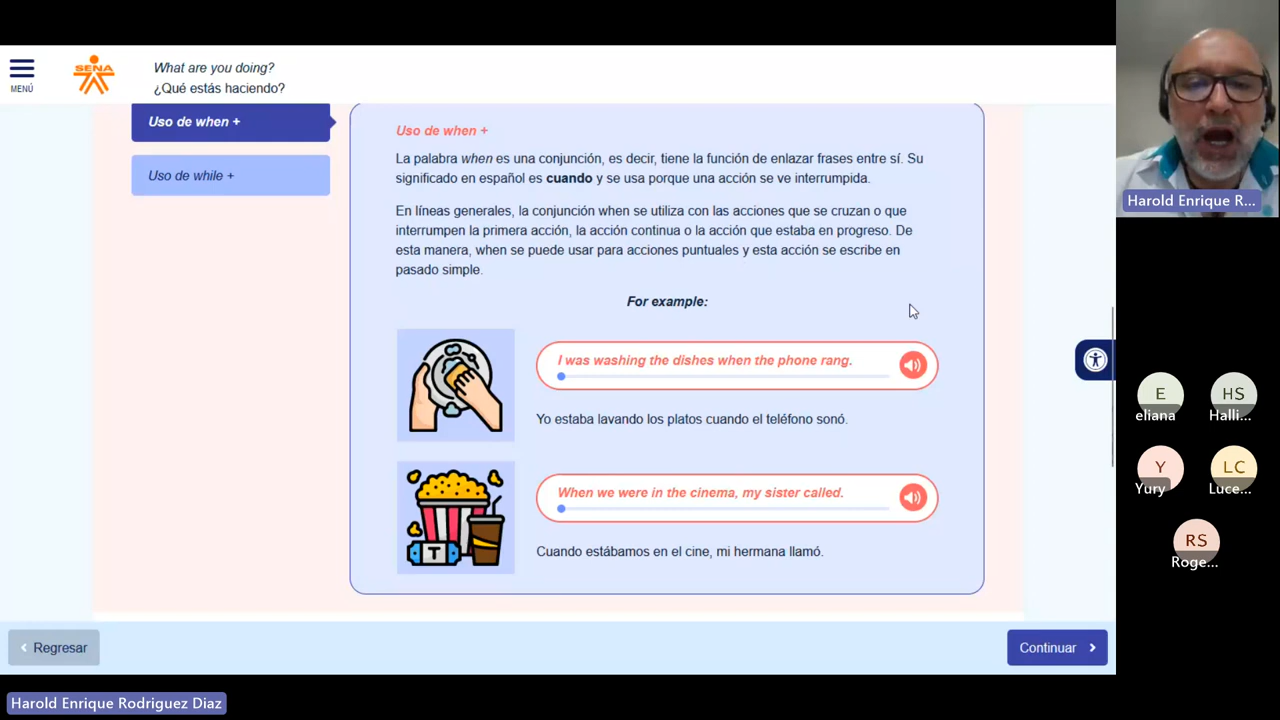 MENÚ
SENA
What are you doing?
¿Qué estás haciendo?
Uso de when +
Uso de while +
Uso de when +
La palabra when es una conjunción, es decir, tiene la función de enlazar frases entre sí. Su
significado en español es cuando y se usa porque una acción se ve interrumpida.
En líneas generales, la conjunción when se utiliza con las acciones que se cruzan o que
interrumpen la primera acción, la acción continua o la acción que estaba en progreso. De
esta manera, when se puede usar para acciones puntuales y esta acción se escribe en
pasado simple.
For example:
I was washing the dishes when the phone rang.
Yo estaba lavando los platos cuando el teléfono sonó.
T
When we were in the cinema, my sister called.
Cuando estábamos en el cine, mi hermana llamó.
Regresar
Continuar
Harold Enrique Rodriguez Diaz
Harold Enrique R...
E
eliana
HS
Halli...
Y
Yury
LC
Luce...
RS
Roge...